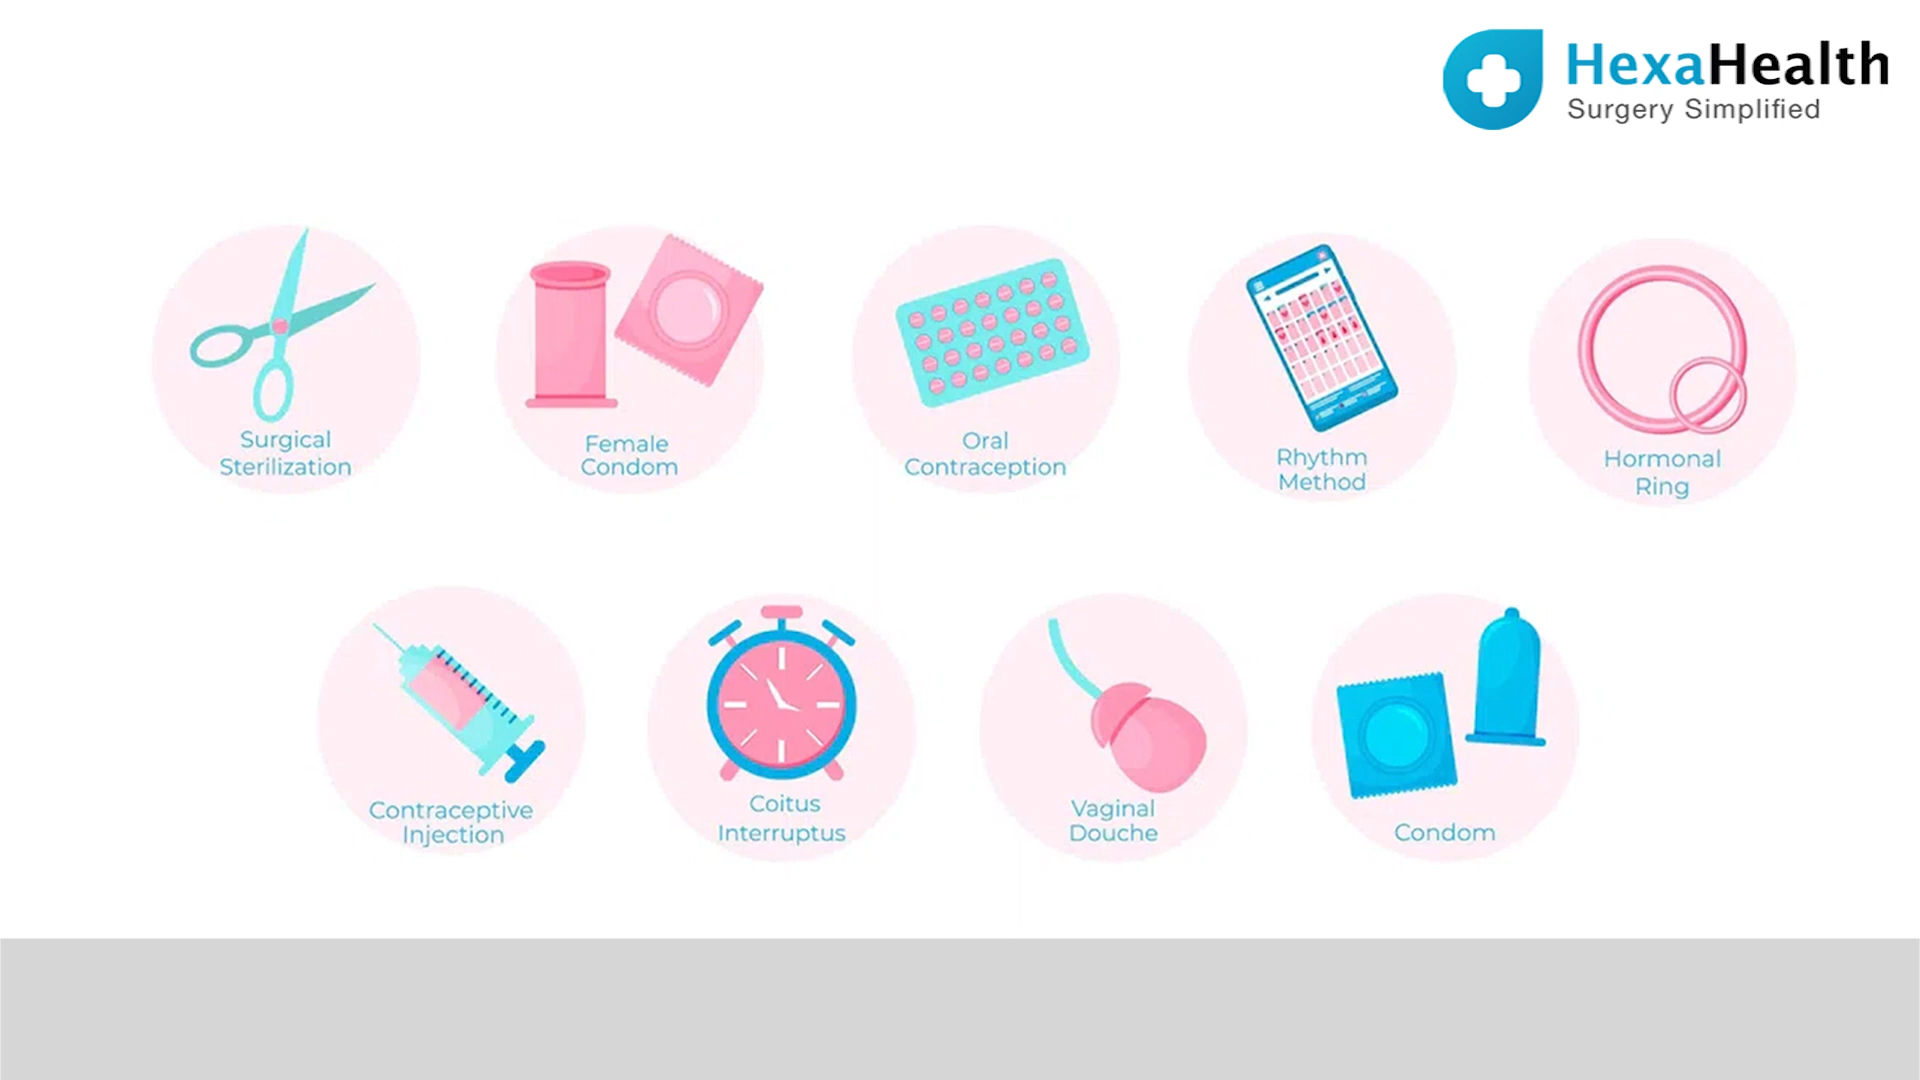 HexaHealth
Surgery Simplified
Surgical
Sterilization
Female
Condom
Oral
Contraception
Rhythm
Method
Hormonal
Ring
Contraceptive
Injection
Coitus
Interruptus
Vaginal
Douche
Condom